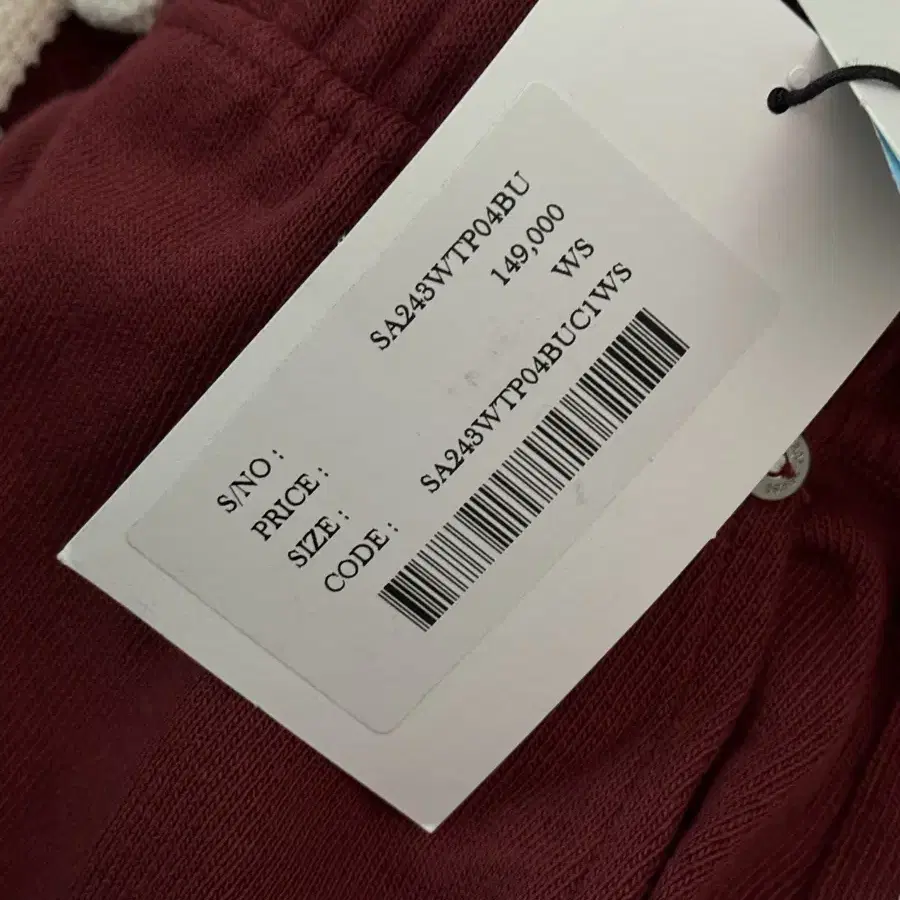 S/NO : SA243WTP04BU
PRICE : 149,000
SIZE : WS
CODE : SA243WTP04BUC1WS